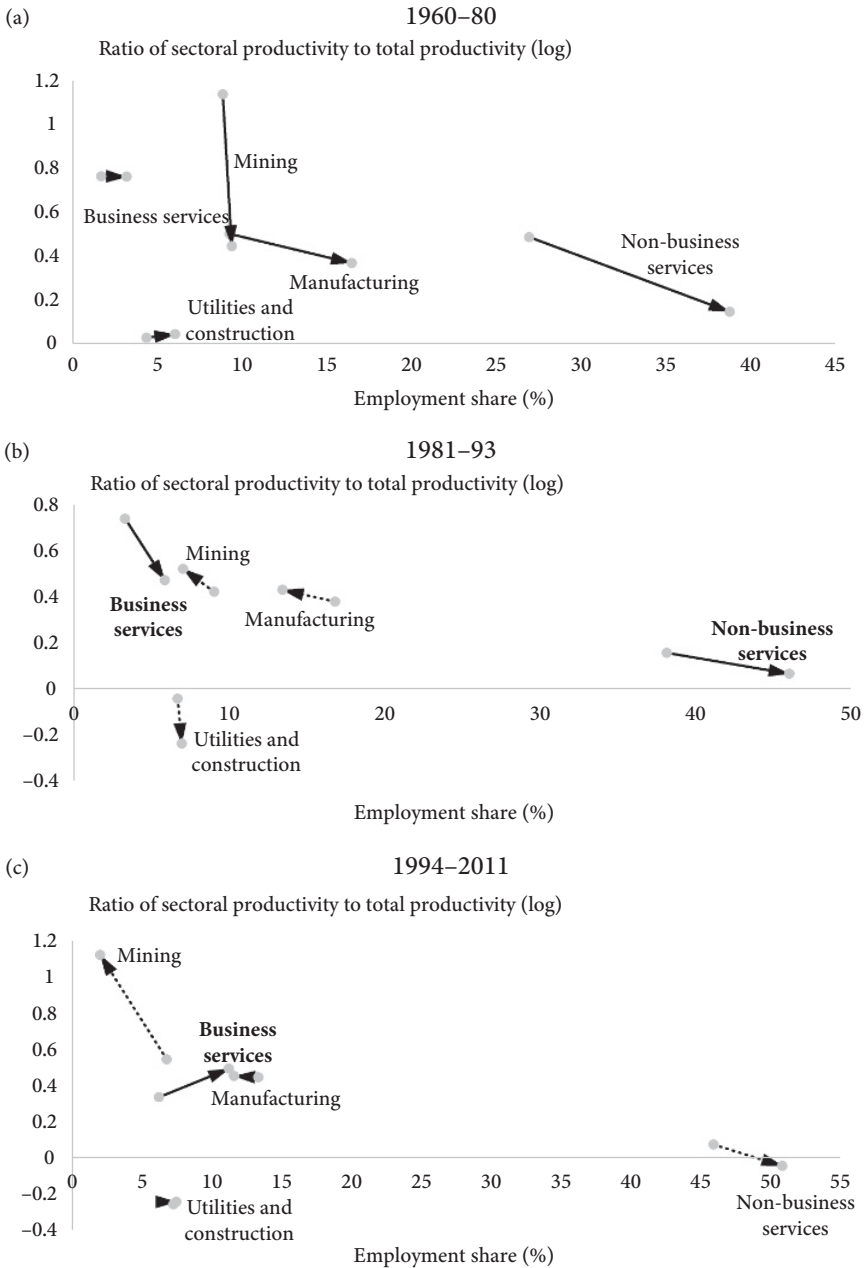 (a)
1960–80
Ratio of sectoral productivity to total productivity (log)
1.2
1
0.8
0.6
0.4
0.2
0
Mining
Business services
Manufacturing
Non-business
services
Utilities and
construction
0 5 10 15 20 25 30 35 40 45
Employment share (%)
(b)
1981–93
Ratio of sectoral productivity to total productivity (log)
0.8
0.6
0.4
0.2
0
–0.2
–0.4
Mining
Business
services
Manufacturing
Non-business
services
0 10 20 30 40 50
Utilities and
construction
Employment share (%)
(c)
1994–2011
Ratio of sectoral productivity to total productivity (log)
1.2
1
0.8
0.6
0.4
0.2
0
–0.2
–0.4
Mining
Business
services
Manufacturing
0 5 10 15 20 25 30 35 40 45 50 55
Utilities and
construction
Non-business
services
Employment share (%)